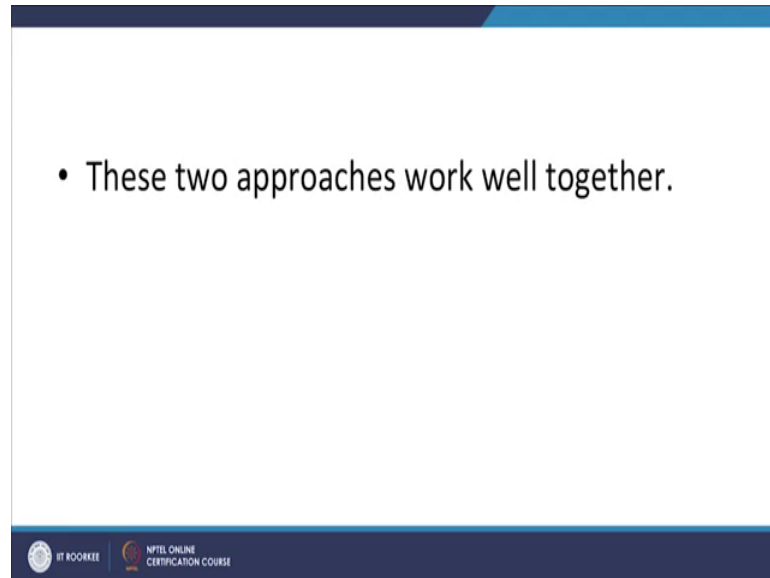 • These two approaches work well together.
IIT ROORKEE
NPTEL ONLINE
CERTIFICATION COURSE